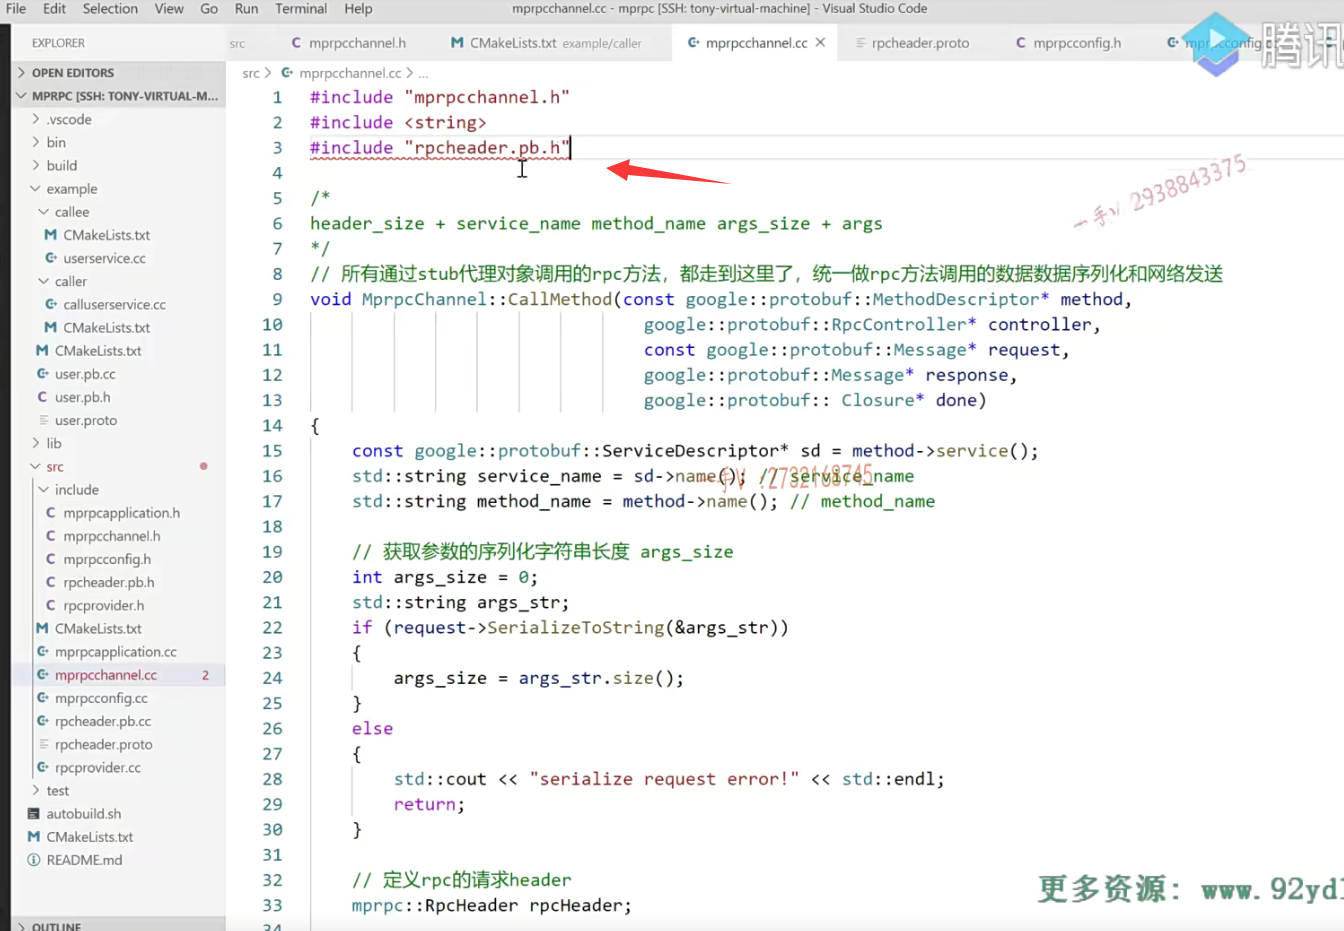 File Edit Selection View Go Run Terminal Help mprpcchannel.cc - mprpc [SSH: tony-virtual-machine] - Visual Studio Code
EXPLORER
src mprpcchannel.h CMakeLists.txt example/caller mprpcchannel.cc rpcheader.proto mprpcconfig.h
腾讯
OPEN EDITORS
MPRPC [SSH: TONY-VIRTUAL-M...
.vscode
bin
build
example
callee
CMakeLists.txt
userservice.cc
caller
calluserservice.cc
CMakeLists.txt
CMakeLists.txt
user.pb.cc
user.pb.h
user.proto
lib
src
include
mprpcapplication.h
mprpcchannel.h
mprpcconfig.h
rpcheader.pb.h
rpcprovider.h
CMakeLists.txt
mprpcapplication.cc
mprpcchannel.cc 2
mprpcconfig.cc
rpcheader.pb.cc
rpcheader.proto
rpcprovider.cc
test
autobuild.sh
CMakeLists.txt
README.md
OUTLINE
src > mprpcchannel.cc > ...
1 #include "mprpcchannel.h"
2 #include <string>
3 #include "rpcheader.pb.h"
4
5 /*
6 header_size + service_name method_name args_size + args
7 */
8 // 所有通过stub代理对象调用的rpc方法，都走到这里了，统一做rpc方法调用的数据数据序列化和网络发送
9 void MprpcChannel::CallMethod(const google::protobuf::MethodDescriptor* method,
10 google::protobuf::RpcController* controller,
11 const google::protobuf::Message* request,
12 google::protobuf::Message* response,
13 google::protobuf:: Closure* done)
14 {
15 const google::protobuf::ServiceDescriptor* sd = method->service();
16 std::string service_name = sd->name(); // service_name
17 std::string method_name = method->name(); // method_name
18
19 // 获取参数的序列化字符串长度 args_size
20 int args_size = 0;
21 std::string args_str;
22 if (request->SerializeToString(&args_str))
23 {
24 args_size = args_str.size();
25 }
26 else
27 {
28 std::cout << "serialize request error!" << std::endl;
29 return;
30 }
31
32 // 定义rpc的请求header
33 mprpc::RpcHeader rpcHeader;
34
一手V 2938843375
一手V :2732168745
更多资源: www.92yd